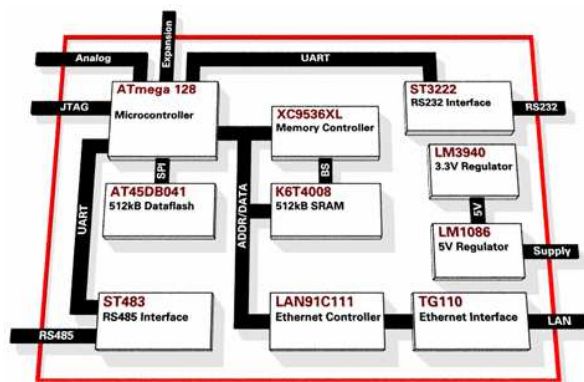 Expansion
Analog
UART
ATmega 128
Microcontroller
ST3222
RS232 Interface
JTAG
RS232
XC9536XL
Memory Controller
LM3940
3.3V Regulator
SPI
BS
AT45DB041
512kB Dataflash
K6T4008
512kB SRAM
5V
UART
ADDR/DATA
LM1086
5V Regulator
Supply
ST483
RS485 Interface
LAN91C111
Ethernet Controller
TG110
Ethernet Interface
LAN
RS485